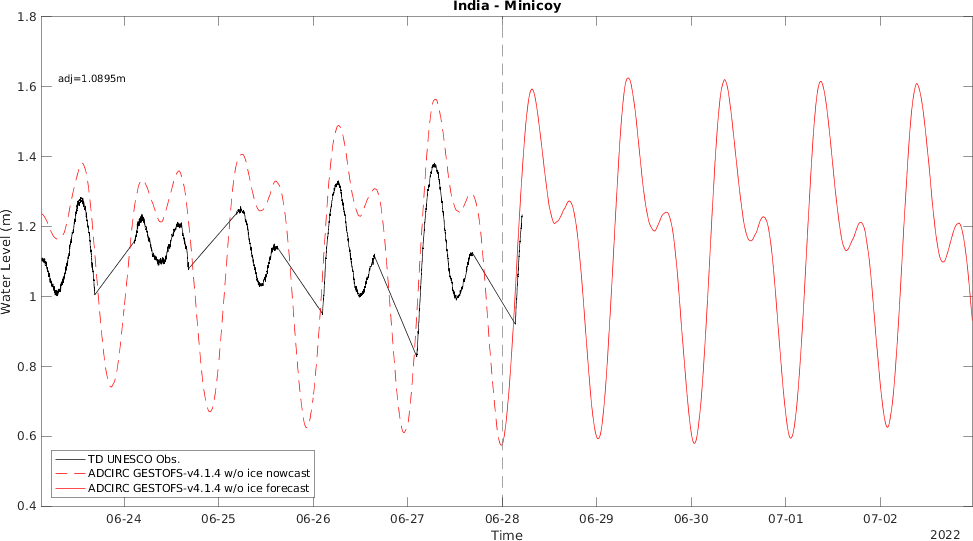 India - Minicoy
1.8
1.6
1.4
1.2
1
0.8
0.6
0.4
Water Level (m)
adj=1.0895m
TD UNESCO Obs.
ADCIRC GESTOFS-v4.1.4 w/o ice nowcast
ADCIRC GESTOFS-v4.1.4 w/o ice forecast
06-24 06-25 06-26 06-27 06-28 06-29 06-30 07-01 07-02
Time
2022